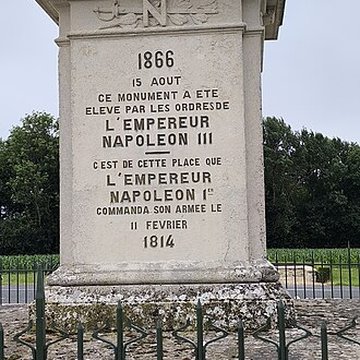 N
1866
15 AOUT
CE MONUMENT A ETE
ELEVE PAR LES ORDRESDE
L'EMPEREUR
NAPOLEON III
C'EST DE CETTE PLACE QUE
L'EMPEREUR
NAPOLEON 1ER
COMMANDA SON ARMEE LE
11 FEVRIER
1814